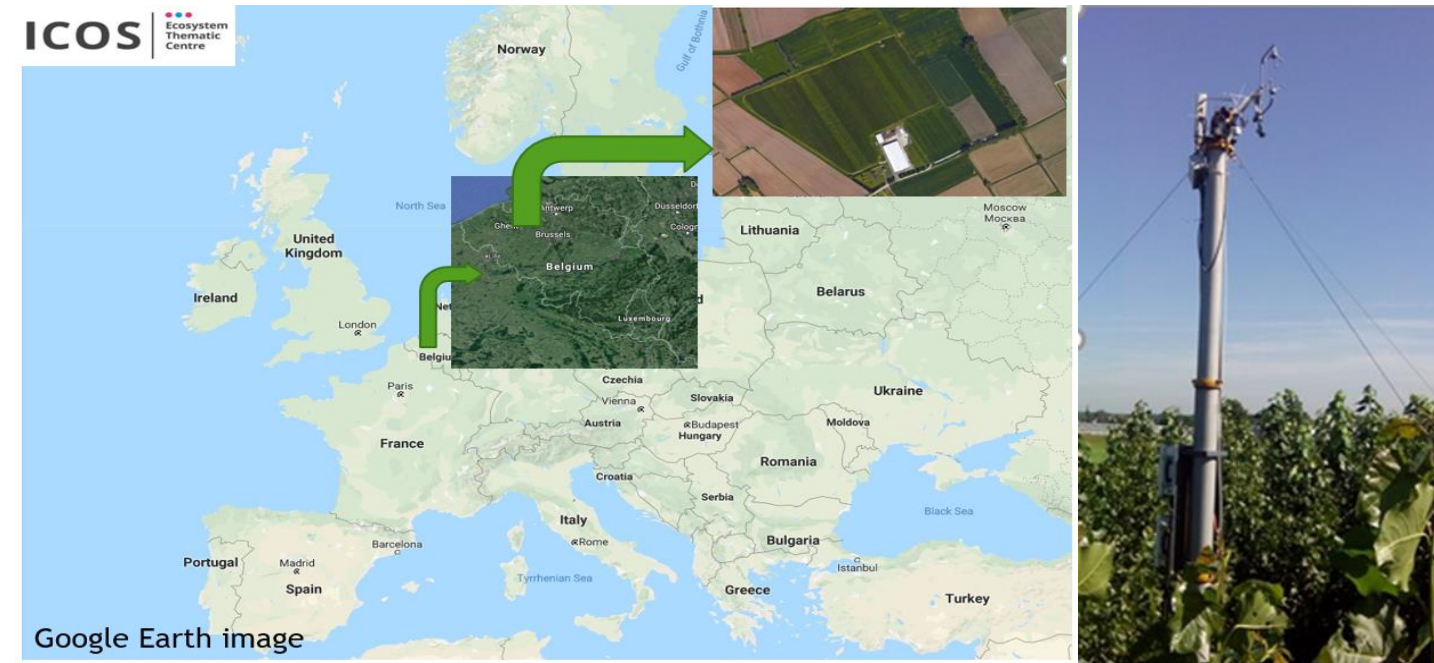 ICOS
Ecosystem
Thematic
Centre
Norway
Gulf of Bothnia
North Sea
Antwerp
Brussels
Belgium
Luxembourg
Moscow
Москва
Lithuania
United
Kingdom
Ireland
Belarus
London
Paris
Czechia
Slovakia
Ukraine
Vienna
Austria
Budapest
Hungary
Moldova
France
Romania
Croatia
Serbia
Black Sea
Italy
Rome
Bulgaria
Barcelona
Istanbul
Portugal
Madrid
Spain
Tyrrhenian Sea
Greece
Turkey
Google Earth image